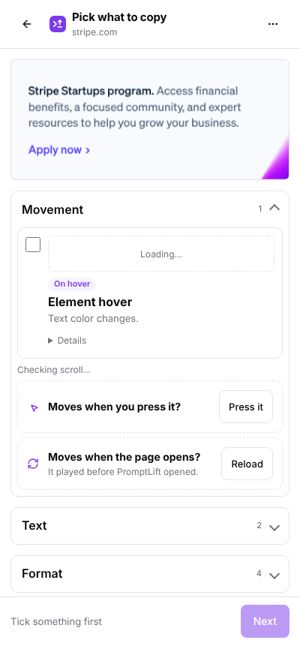 Pick what to copy
stripe.com
Stripe Startups program. Access financial
benefits, a focused community, and expert
resources to help you grow your business.
Apply now ›
Movement 1
Loading...
On hover
Element hover
Text color changes.
Details
Checking scroll...
Moves when you press it?
Press it
Moves when the page opens?
It played before PromptLift opened.
Reload
Text 2
Format 4
Tick something first
Next